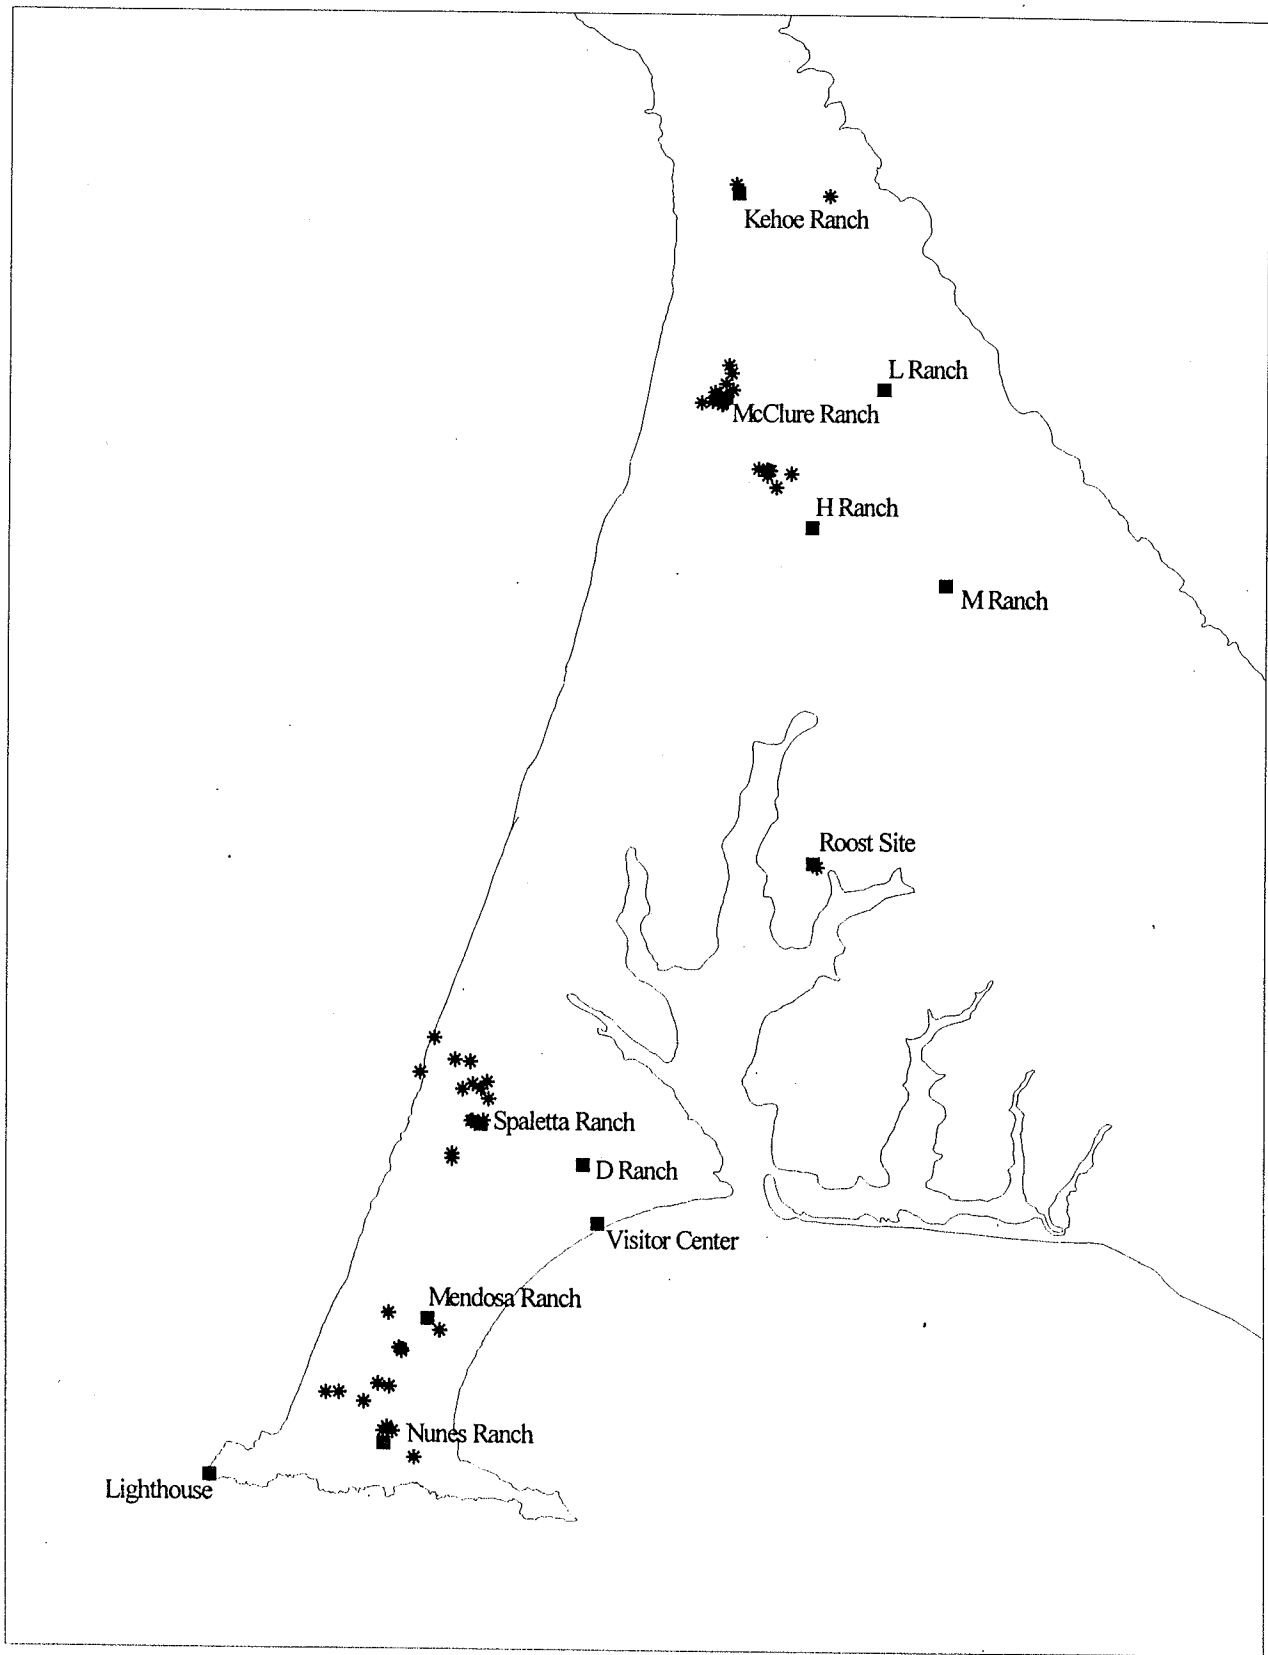 Kehoe Ranch
L Ranch
McClure Ranch
H Ranch
M Ranch
Roost Site
Spaletta Ranch
D Ranch
Visitor Center
Mendosa Ranch
Nunes Ranch
Lighthouse